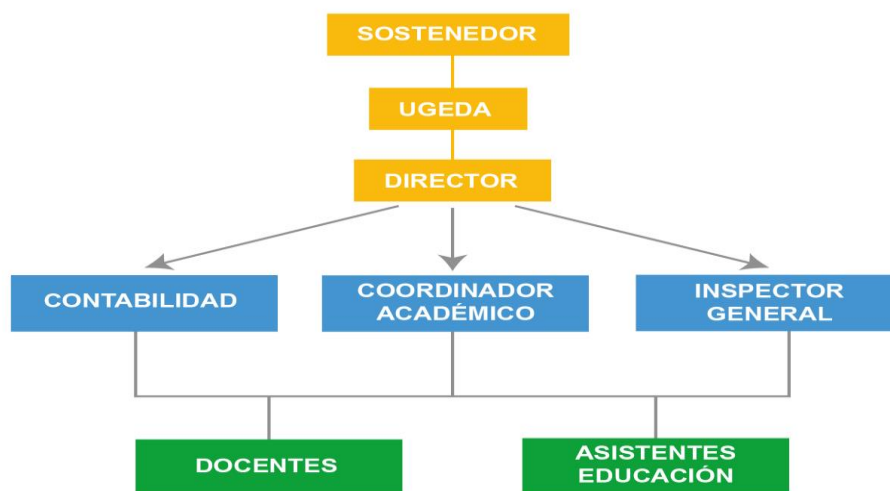 SOSTENEDOR
UGEDA
DIRECTOR
CONTABILIDAD
COORDINADOR
ACADÉMICO
INSPECTOR
GENERAL
DOCENTES
ASISTENTES
EDUCACIÓN